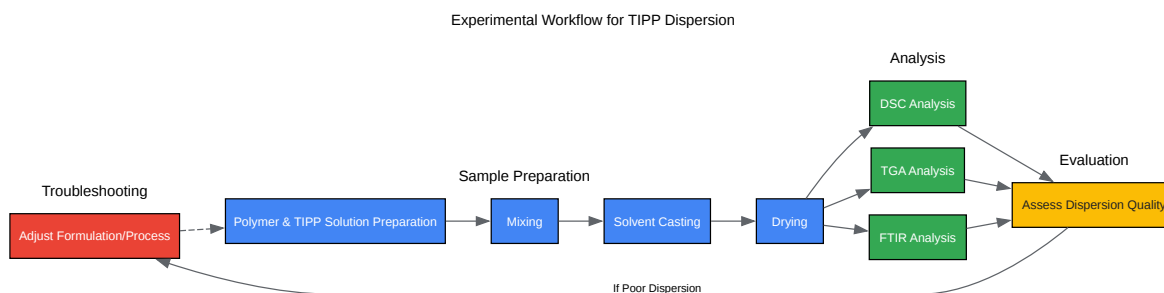 Experimental Workflow for TIPP Dispersion
Troubleshooting
Adjust Formulation/Process
Sample Preparation
Polymer & TIPP Solution Preparation
Mixing
Solvent Casting
Drying
Analysis
DSC Analysis
TGA Analysis
FTIR Analysis
Evaluation
Assess Dispersion Quality
If Poor Dispersion